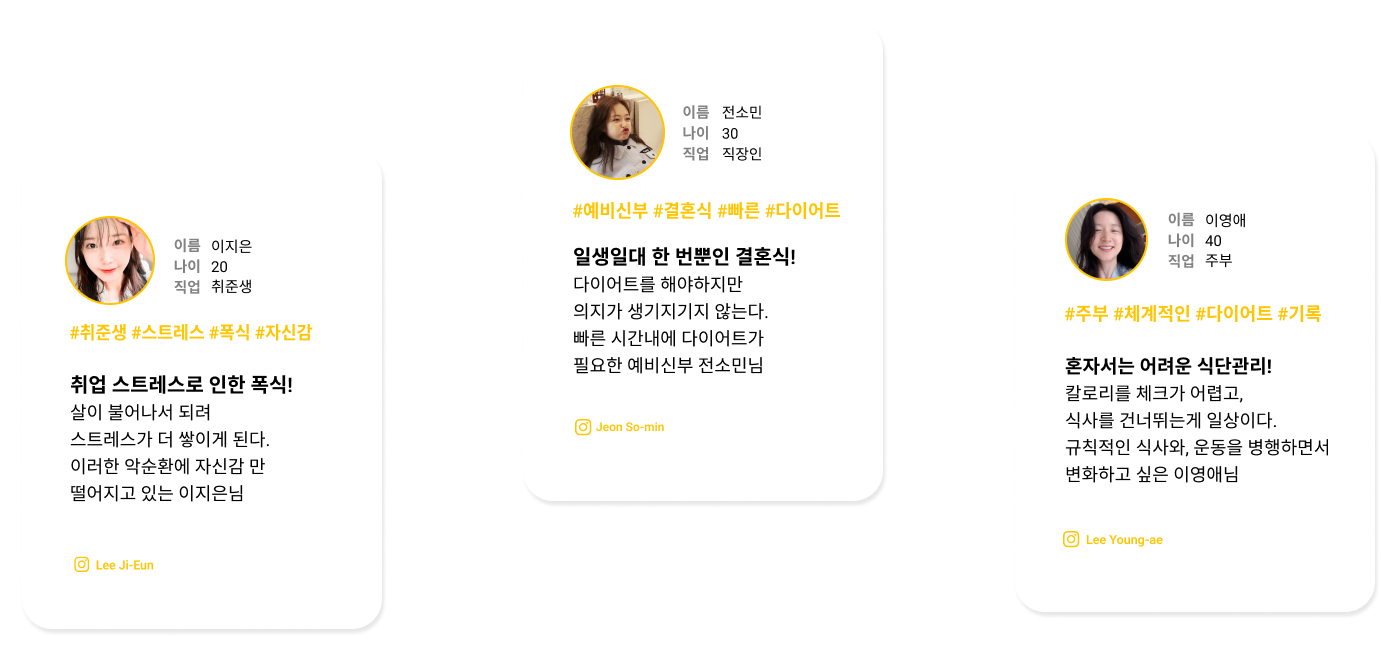 이름 이지은
나이 20
직업 취준생
#취준생 #스트레스 #폭식 #자신감
취업 스트레스로 인한 폭식!
살이 불어나서 되려
스트레스가 더 쌓이게 된다.
이러한 악순환에 자신감 만
떨어지고 있는 이지은님
Lee Ji-Eun
이름 전소민
나이 30
직업 직장인
#예비신부 #결혼식 #빠른 #다이어트
일생일대 한 번뿐인 결혼식!
다이어트를 해야하지만
의지가 생기지기지 않는다.
빠른 시간내에 다이어트가
필요한 예비신부 전소민님
Jeon So-min
이름 이영애
나이 40
직업 주부
#주부 #체계적인 #다이어트 #기록
혼자서는 어려운 식단관리!
칼로리를 체크가 어렵고,
식사를 건너뛰는게 일상이다.
규칙적인 식사와, 운동을 병행하면서
변화하고 싶은 이영애님
Lee Young-ae